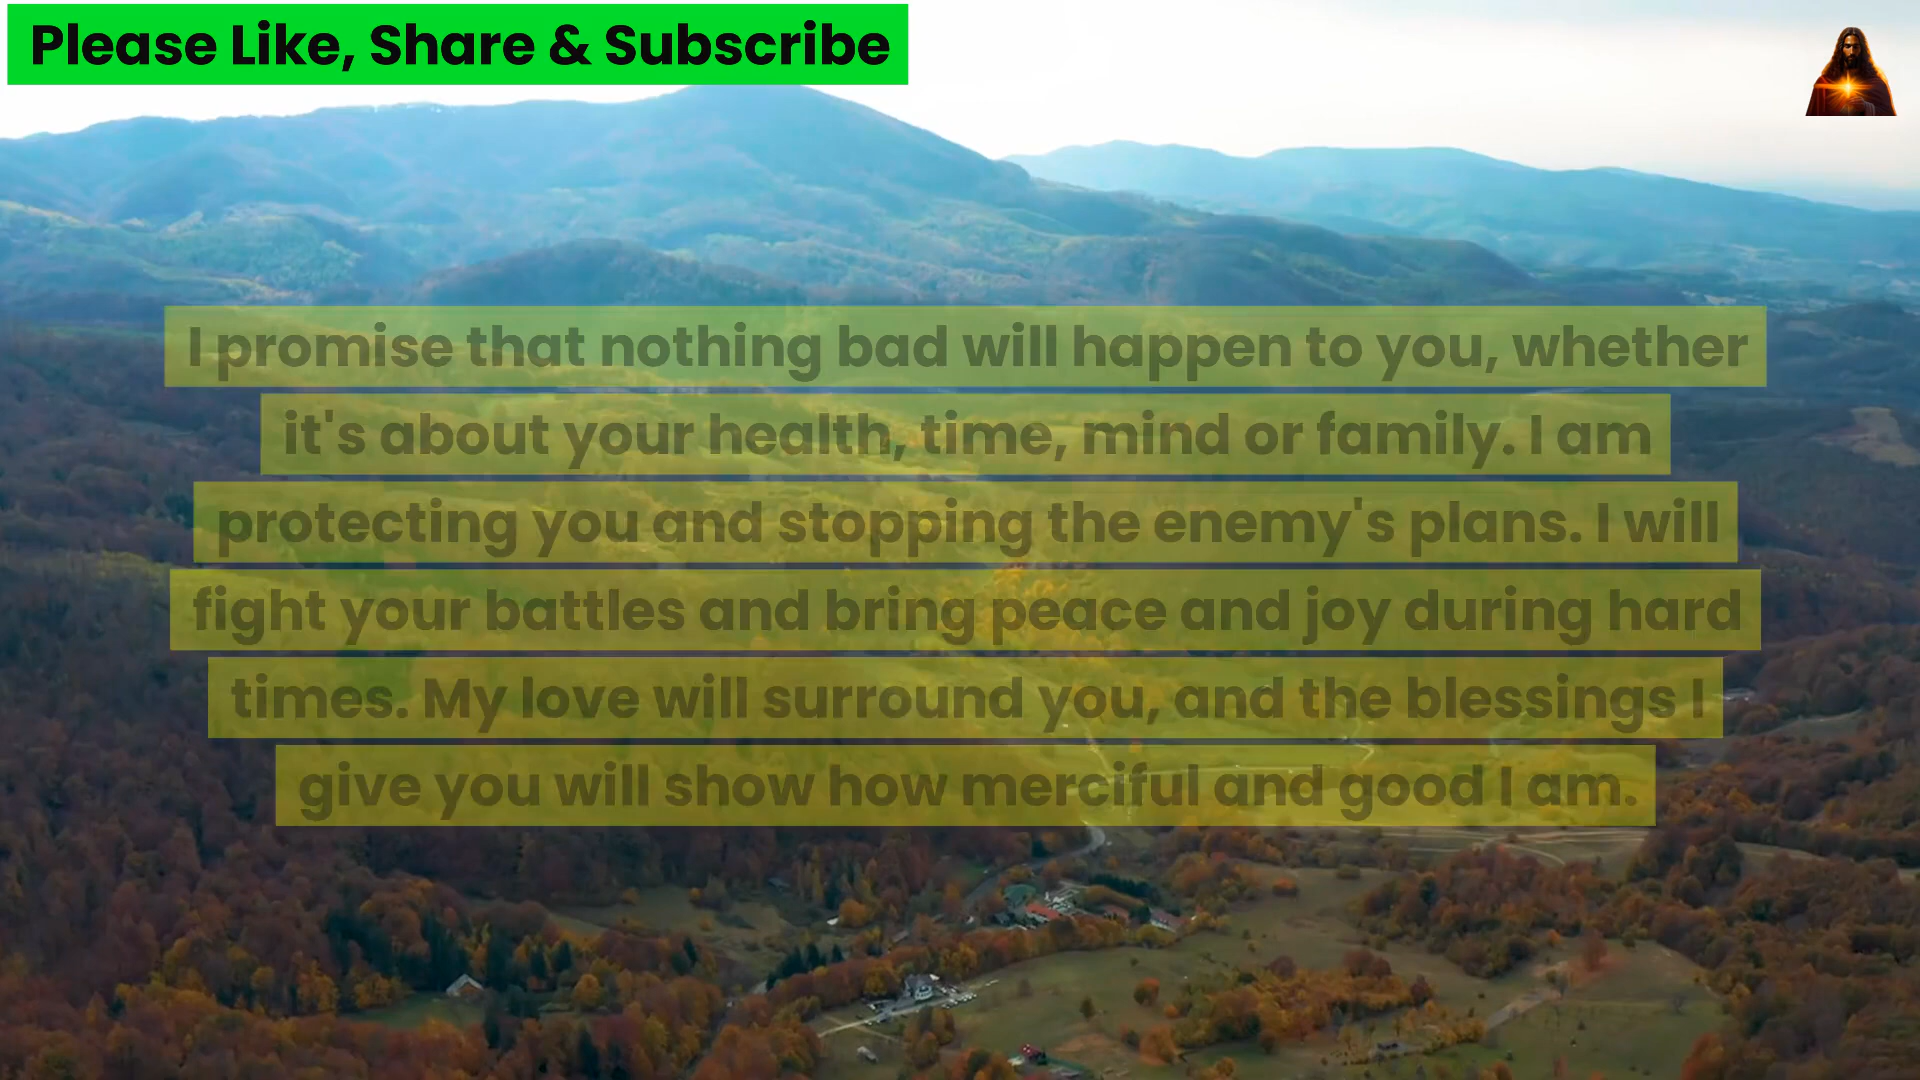 Please Like, Share & Subscribe
I promise that nothing bad will happen to you, whether
it's about your health, time, mind or family. I am
protecting you and stopping the enemy's plans. I will
fight your battles and bring peace and joy during hard
times. My love will surround you, and the blessings I
give you will show how merciful and good I am.